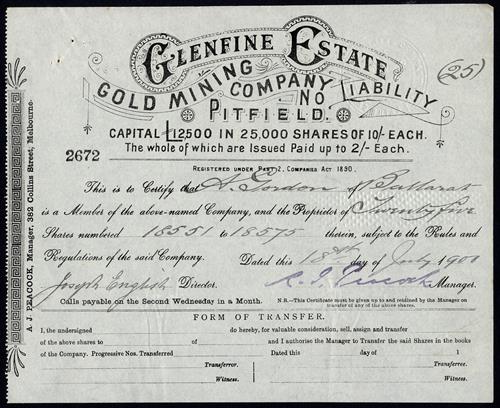 GLENFINE ESTATE
GOLD MINING COMPANY NO LIABILITY
PITFIELD.
(25)
CAPITAL £12500 IN 25,000 SHARES OF 10/- EACH.
The whole of which are Issued Paid up to 2/- Each.
2672
REGISTERED UNDER PART 2, COMPANIES ACT 1890.
This is to Certify that A. Gordon of Ballarat
is a Member of the above-named Company, and the Proprietor of Twenty five
Shares numbered 18551 to 18575 therein, subject to the Rules and
Regulations of the said Company. Dated this 18th day of July 1901
Joseph English Director. A. J. Peacock Manager.
Calls payable on the Second Wednesday in a Month.
N.B.—This Certificate must be given up to and retained by the Manager on
transfer of any of the above shares.
A. J. PEACOCK, Manager, 385 Collins Street, Melbourne.
FORM OF TRANSFER.
I, the undersigned do hereby, for valuable consideration, sell, assign and transfer
of the above shares to of and I authorise the Manager to Transfer the said Shares in the books
of the Company. Progressive Nos. Transferred Dated this day of 1
Transferror. Transferee.
Witness. Witness.